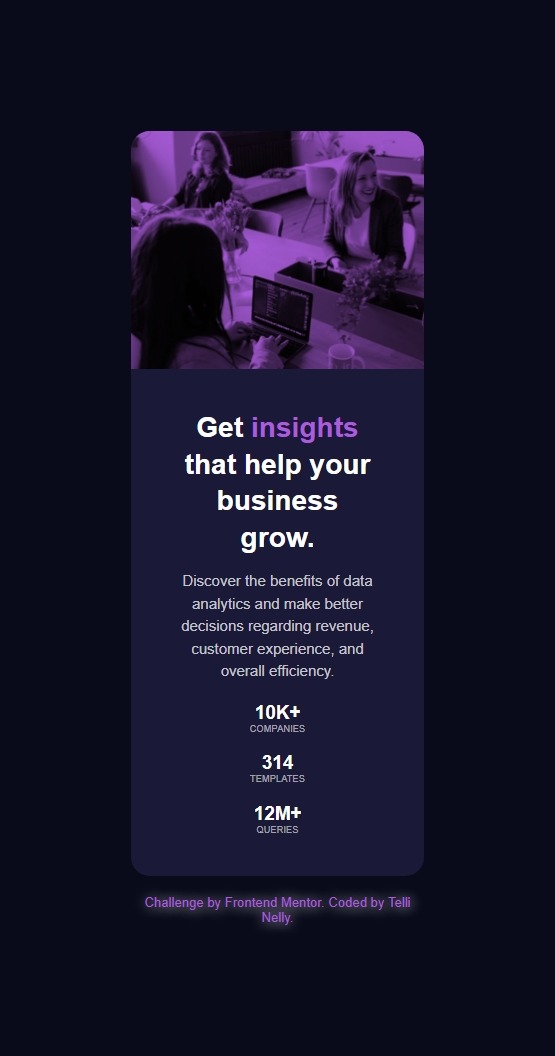 Get insights
that help your
business
grow.
Discover the benefits of data
analytics and make better
decisions regarding revenue,
customer experience, and
overall efficiency.
10K+
COMPANIES
314
TEMPLATES
12M+
QUERIES
Challenge by Frontend Mentor. Coded by Telli
Nelly.